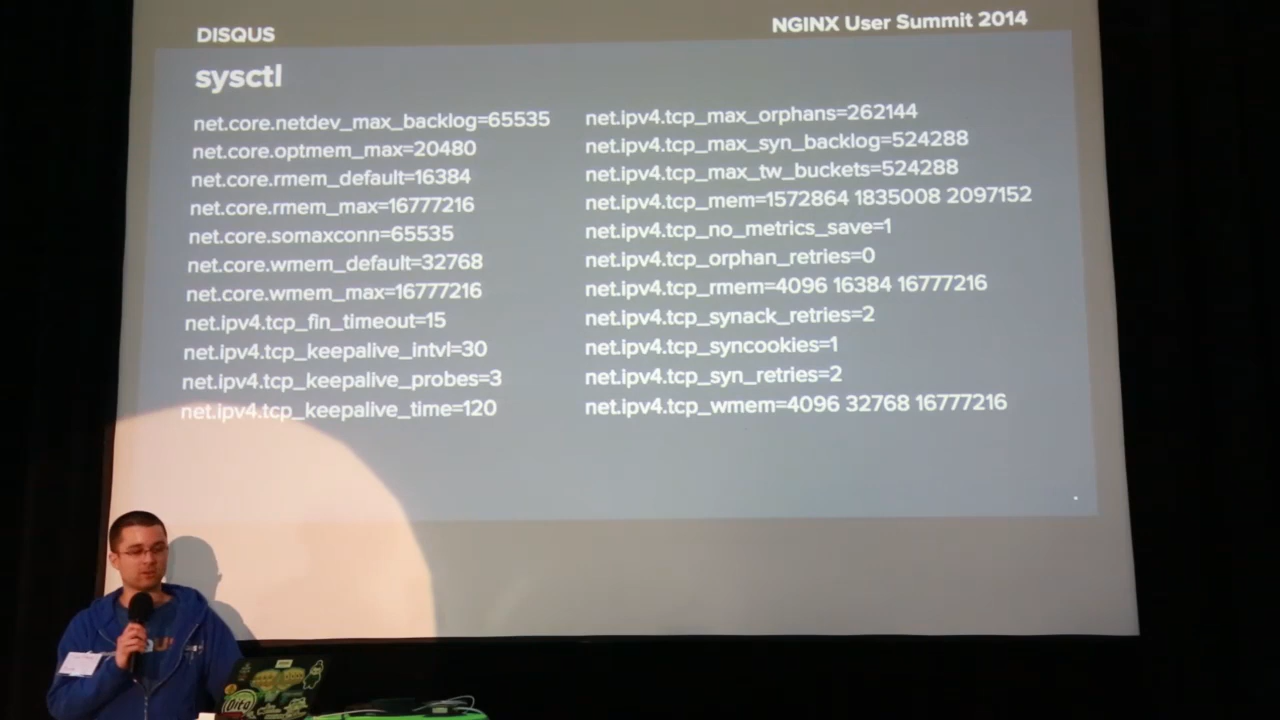 DISQUS
NGINX User Summit 2014
sysctl
net.core.netdev_max_backlog=65535
net.core.optmem_max=20480
net.core.rmem_default=16384
net.core.rmem_max=16777216
net.core.somaxconn=65535
net.core.wmem_default=32768
net.core.wmem_max=16777216
net.ipv4.tcp_fin_timeout=15
net.ipv4.tcp_keepalive_intvl=30
net.ipv4.tcp_keepalive_probes=3
net.ipv4.tcp_keepalive_time=120
net.ipv4.tcp_max_orphans=262144
net.ipv4.tcp_max_syn_backlog=524288
net.ipv4.tcp_max_tw_buckets=524288
net.ipv4.tcp_mem=1572864 1835008 2097152
net.ipv4.tcp_no_metrics_save=1
net.ipv4.tcp_orphan_retries=0
net.ipv4.tcp_rmem=4096 16384 16777216
net.ipv4.tcp_synack_retries=2
net.ipv4.tcp_syncookies=1
net.ipv4.tcp_syn_retries=2
net.ipv4.tcp_wmem=4096 32768 16777216